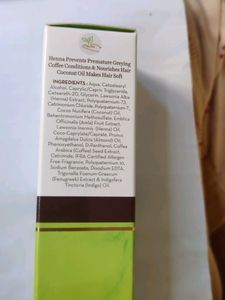 Henna Prevents Premature Greying
Coffee Conditions & Nourishes Hair
Coconut Oil Makes Hair Soft
INGREDIENTS : Aqua, Cetostearyl
Alcohol, Caprylic/Capric Triglyceride,
Ceteareth-20, Glycerin, Lawsonia Alba
(Henna) Extract, Polyquaternium-73,
Cetrimonium Chloride, Polyquaternium-7,
Cocos Nucifera (Coconut) Oil,
Behentrimonium Methosulfate, Emblica
Officinalis (Amla) Fruit Extract,
Lawsonia Inermis (Henna) Oil,
Coco-Caprylate/Caprate, Prunus
Amygdalus Dulcis (Almond) Oil,
Phenoxyethanol, D-Panthenol, Coffea
Arabica (Coffee) Seed Extract,
Cetrimide, IFRA Certified Allergen
Free Fragrance, Polyquaternium-10,
Sodium Benzoate, Disodium EDTA,
Trigonella Foenum Graecum
(Fenugreek) Extract & Indigofera
Tinctoria (Indigo) Oil.